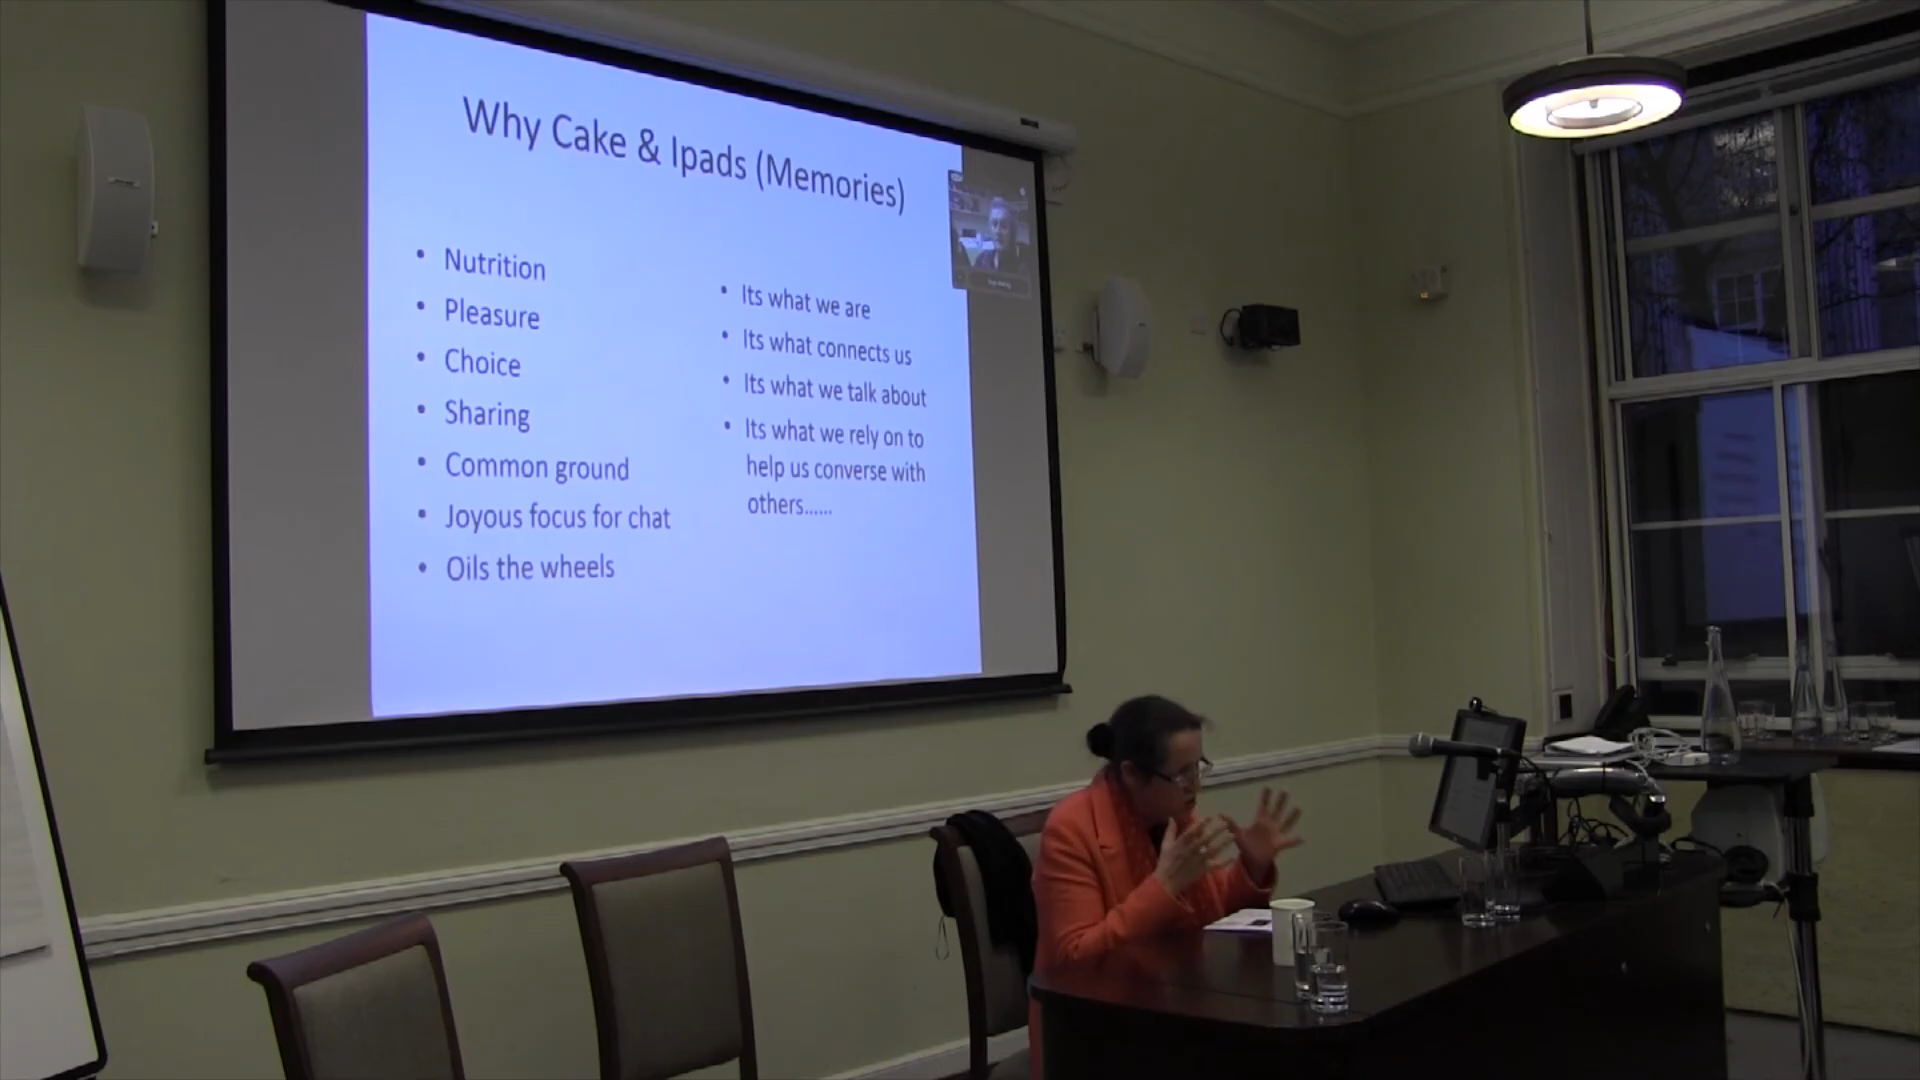 Why Cake & Ipads (Memories)
• Nutrition
• Pleasure
• Choice
• Sharing
• Common ground
• Joyous focus for chat
• Oils the wheels
• Its what we are
• Its what connects us
• Its what we talk about
• Its what we rely on to
help us converse with
others......